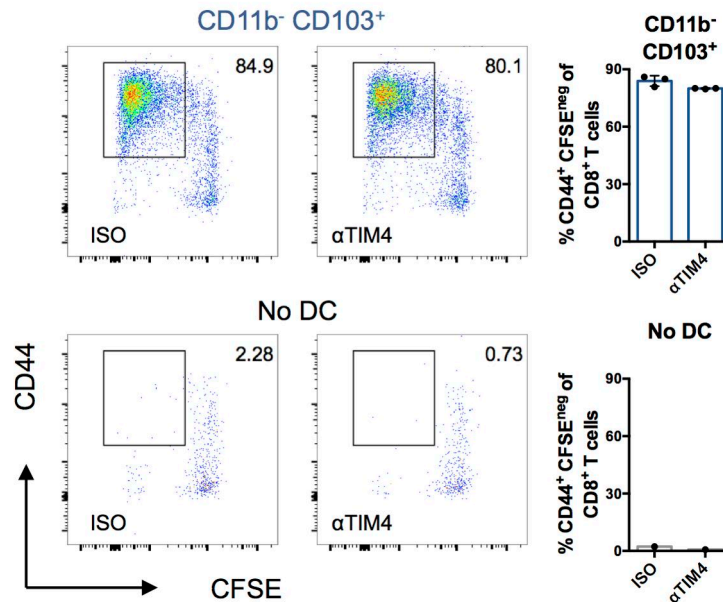 CD11b⁻ CD103⁺
84.9
ISO
80.1
αTIM4
CD11b⁻
CD103⁺
% CD44⁺ CFSEⁿᵉᵍ of
CD8⁺ T cells
90
60
30
0
ISO
αTIM4
No DC
2.28
ISO
0.73
αTIM4
CD44
CFSE
No DC
% CD44⁺ CFSEⁿᵉᵍ of
CD8⁺ T cells
90
60
30
0
ISO
αTIM4